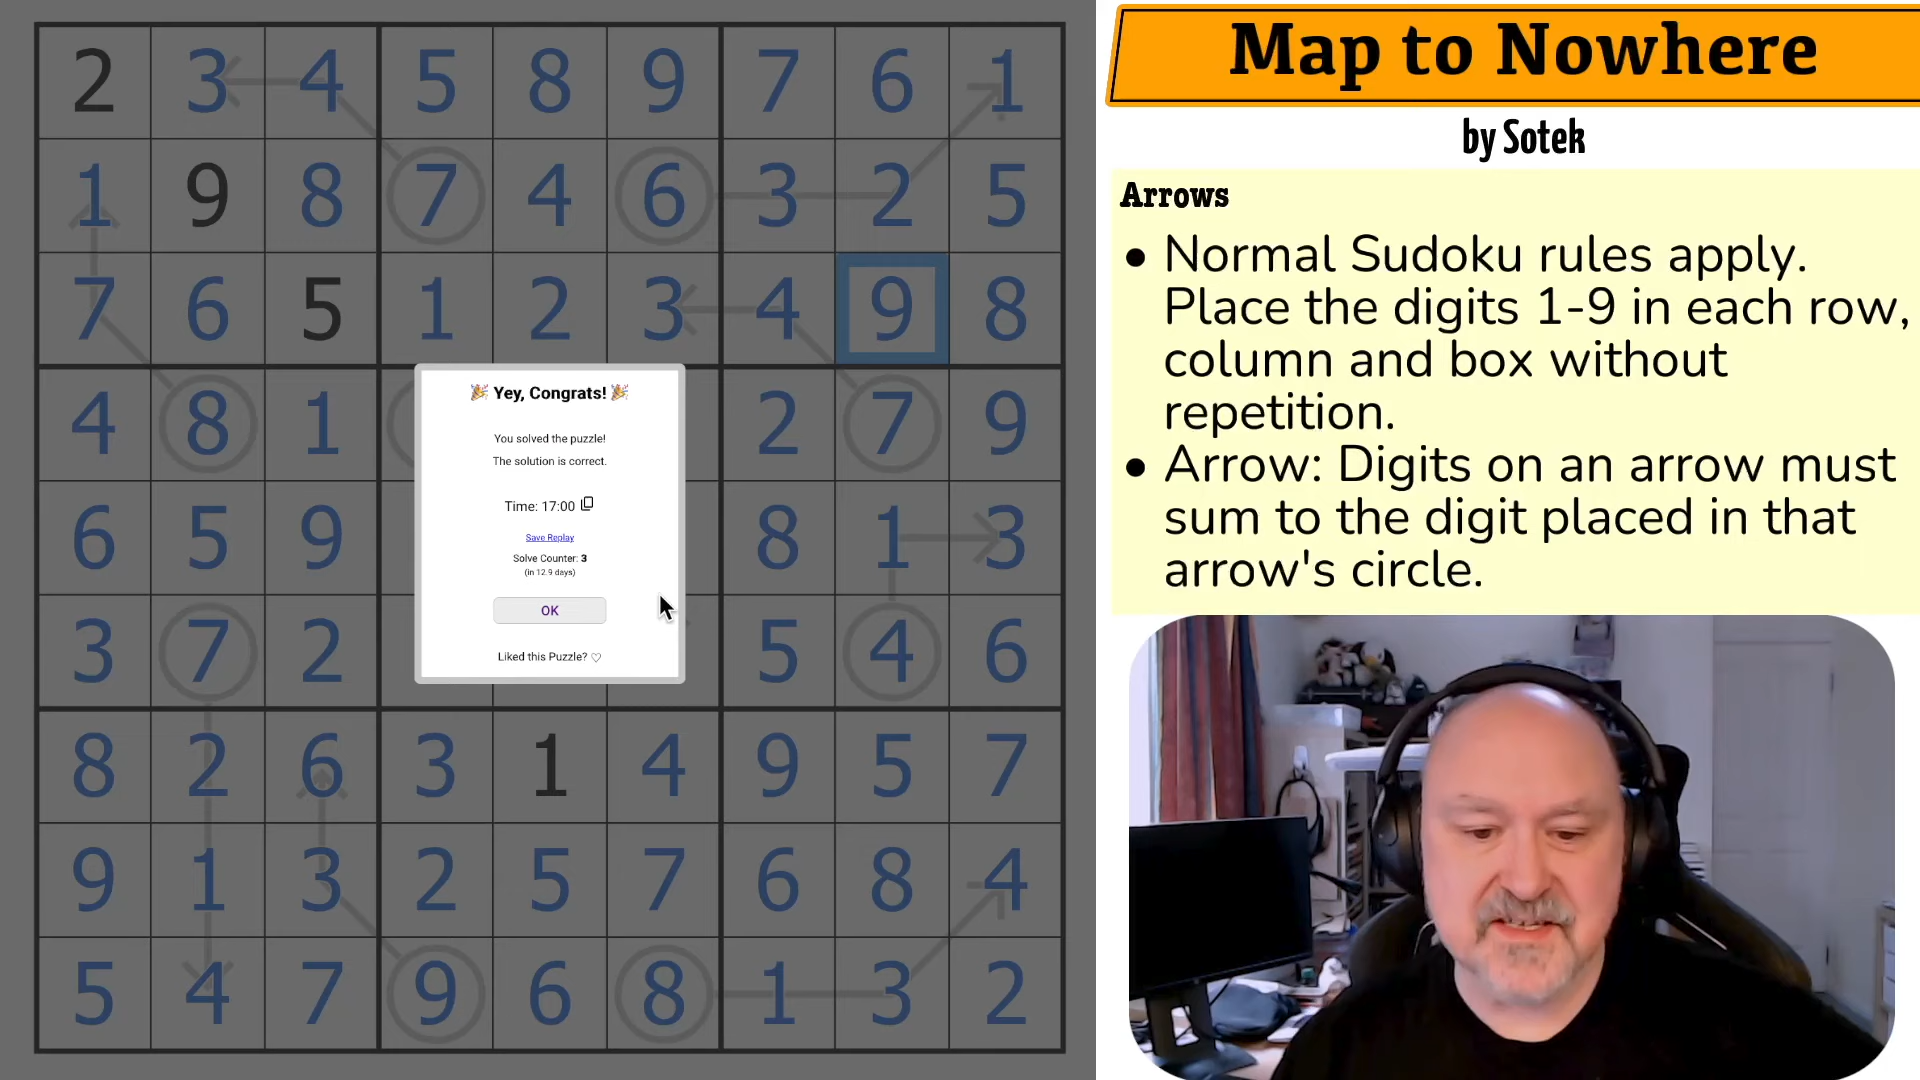 Map to Nowhere
by Sotek
Arrows
• Normal Sudoku rules apply.
Place the digits 1-9 in each row,
column and box without
repetition.
• Arrow: Digits on an arrow must
sum to the digit placed in that
arrow's circle.
2 3 4 5 8 9 7 6 1
1 9 8 7 4 6 3 2 5
7 6 5 1 2 3 4 9 8
4 8 1 2 7 9
6 5 9 8 1 3
3 7 2 5 4 6
8 2 6 3 1 4 9 5 7
9 1 3 2 5 7 6 8 4
5 4 7 9 6 8 1 3 2
🎉 Yey, Congrats! 🎉
You solved the puzzle!
The solution is correct.
Time: 17:00
Save Replay
Solve Counter: 3
(in 12.9 days)
OK
Liked this Puzzle? ♡